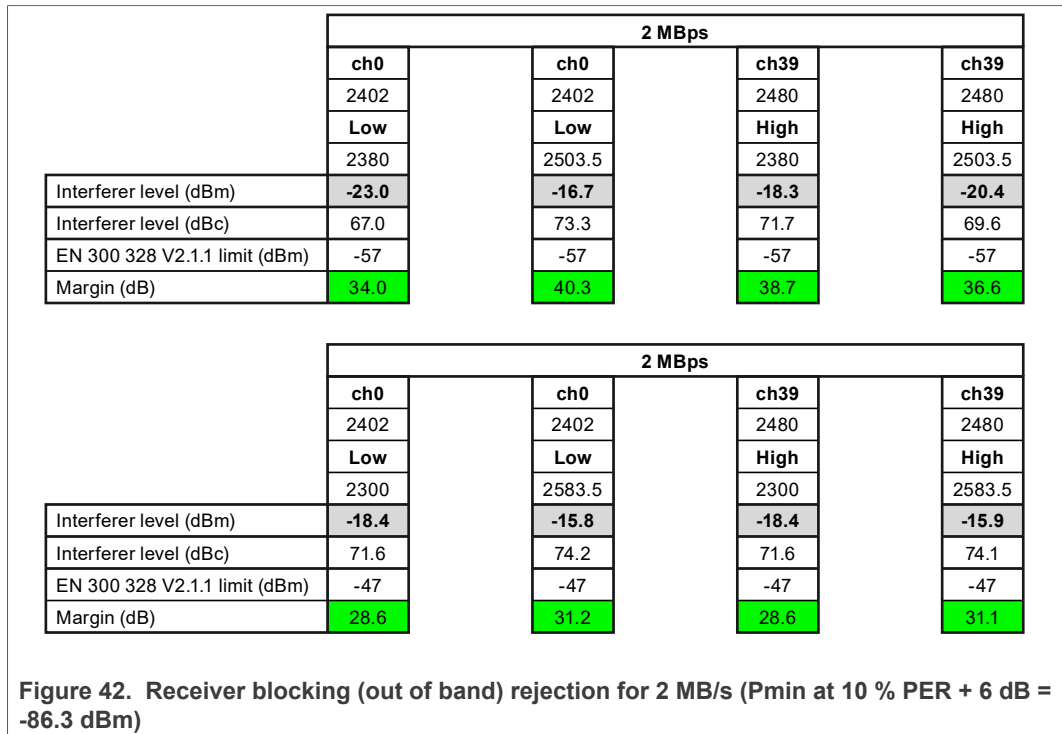 2 MBps
ch0 ch0 ch39 ch39
2402 2402 2480 2480
Low Low High High
2380 2503.5 2380 2503.5
Interferer level (dBm) -23.0 -16.7 -18.3 -20.4
Interferer level (dBc) 67.0 73.3 71.7 69.6
EN 300 328 V2.1.1 limit (dBm) -57 -57 -57 -57
Margin (dB) 34.0 40.3 38.7 36.6
2 MBps
ch0 ch0 ch39 ch39
2402 2402 2480 2480
Low Low High High
2300 2583.5 2300 2583.5
Interferer level (dBm) -18.4 -15.8 -18.4 -15.9
Interferer level (dBc) 71.6 74.2 71.6 74.1
EN 300 328 V2.1.1 limit (dBm) -47 -47 -47 -47
Margin (dB) 28.6 31.2 28.6 31.1
Figure 42. Receiver blocking (out of band) rejection for 2 MB/s (Pmin at 10 % PER + 6 dB =
-86.3 dBm)